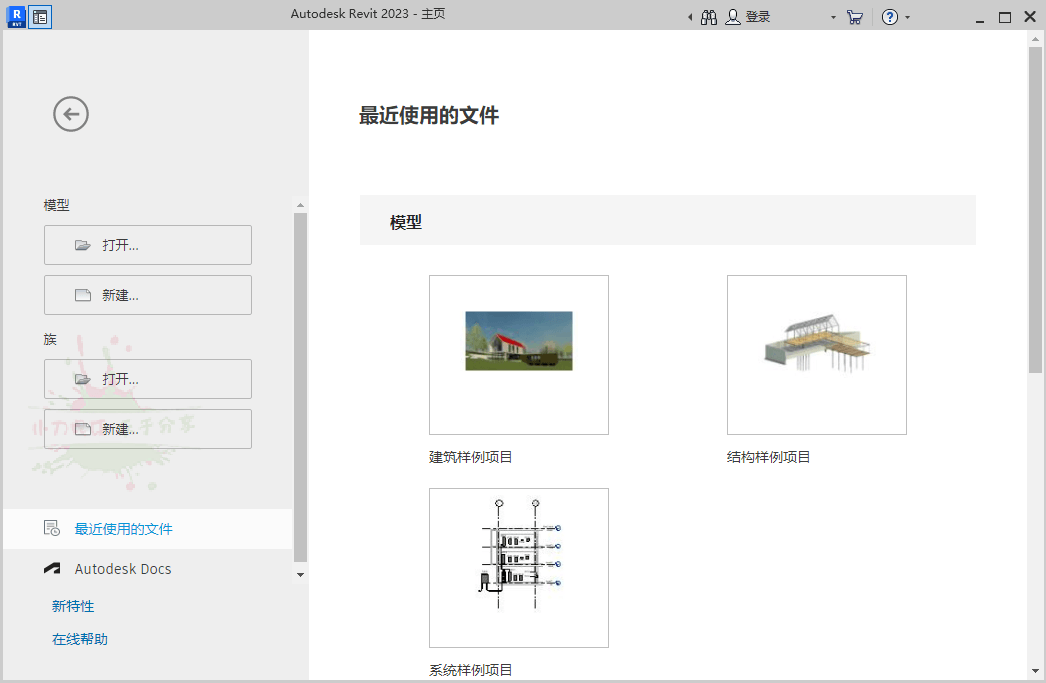 R
RVT
Autodesk Revit 2023 - 主页
登录
?
最近使用的文件
模型
打开...
新建...
族
打开...
新建...
最近使用的文件
Autodesk Docs
新特性
在线帮助
模型
建筑样例项目
结构样例项目
系统样例项目